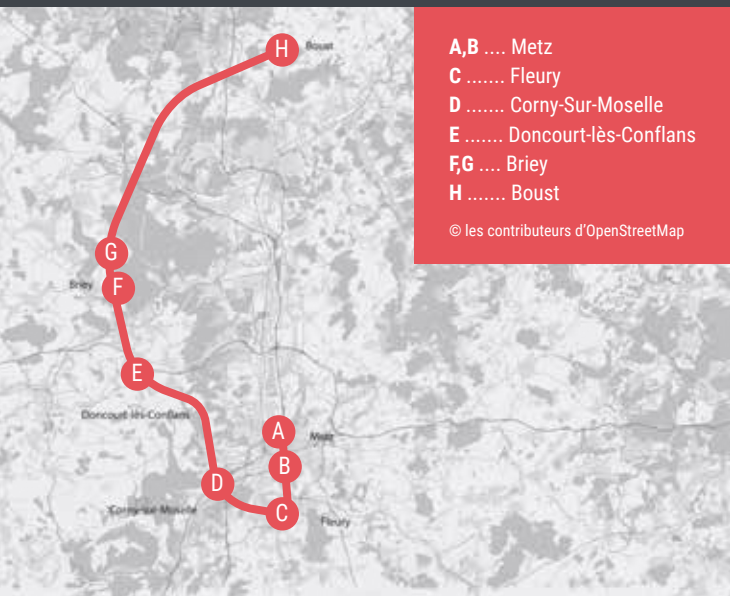 H
Boust
A,B .... Metz
C ....... Fleury
D ....... Corny-Sur-Moselle
E ....... Doncourt-lès-Conflans
F,G .... Briey
H ....... Boust
© les contributeurs d'OpenStreetMap
G
Briey
F
E
Doncourt-lès-Conflans
A
Metz
B
D
Corny-sur-Moselle
C
Fleury